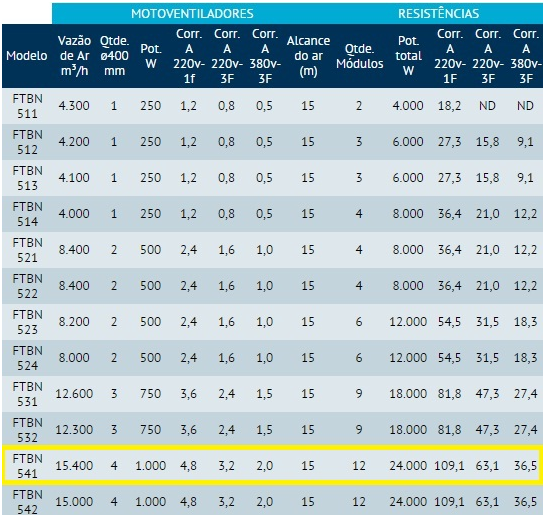 MOTOVENTILADORES RESISTÊNCIAS
Modelo Vazão de Ar m³/h Qtde. ø400 mm Pot. W Corr. A 220v-1f Corr. A 220v-3F Corr. A 380v-3F Alcance do ar (m) Qtde. Módulos Pot. total W Corr. A 220v-1F Corr. A 220v-3F Corr. A 380v-3F
FTBN 511 4.300 1 250 1,2 0,8 0,5 15 2 4.000 18,2 ND ND
FTBN 512 4.200 1 250 1,2 0,8 0,5 15 3 6.000 27,3 15,8 9,1
FTBN 513 4.100 1 250 1,2 0,8 0,5 15 3 6.000 27,3 15,8 9,1
FTBN 514 4.000 1 250 1,2 0,8 0,5 15 4 8.000 36,4 21,0 12,2
FTBN 521 8.400 2 500 2,4 1,6 1,0 15 4 8.000 36,4 21,0 12,2
FTBN 522 8.400 2 500 2,4 1,6 1,0 15 4 8.000 36,4 21,0 12,2
FTBN 523 8.200 2 500 2,4 1,6 1,0 15 6 12.000 54,5 31,5 18,3
FTBN 524 8.000 2 500 2,4 1,6 1,0 15 6 12.000 54,5 31,5 18,3
FTBN 531 12.600 3 750 3,6 2,4 1,5 15 9 18.000 81,8 47,3 27,4
FTBN 532 12.300 3 750 3,6 2,4 1,5 15 9 18.000 81,8 47,3 27,4
FTBN 541 15.400 4 1.000 4,8 3,2 2,0 15 12 24.000 109,1 63,1 36,5
FTBN 542 15.000 4 1.000 4,8 3,2 2,0 15 12 24.000 109,1 63,1 36,5